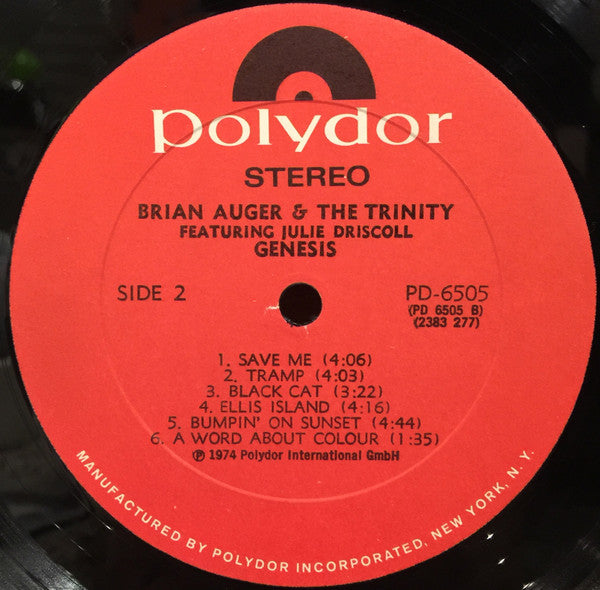 polydor
STEREO
BRIAN AUGER & THE TRINITY
FEATURING JULIE DRISCOLL
GENESIS
SIDE 2
PD-6505
(PD 6505 B)
(2383 277)
1. SAVE ME (4:06)
2. TRAMP (4:03)
3. BLACK CAT (3:22)
4. ELLIS ISLAND (4:16)
5. BUMPIN' ON SUNSET (4:44)
6. A WORD ABOUT COLOUR (1:35)
Ⓟ 1974 Polydor International GmbH
MANUFACTURED BY POLYDOR INCORPORATED, NEW YORK, N. Y.